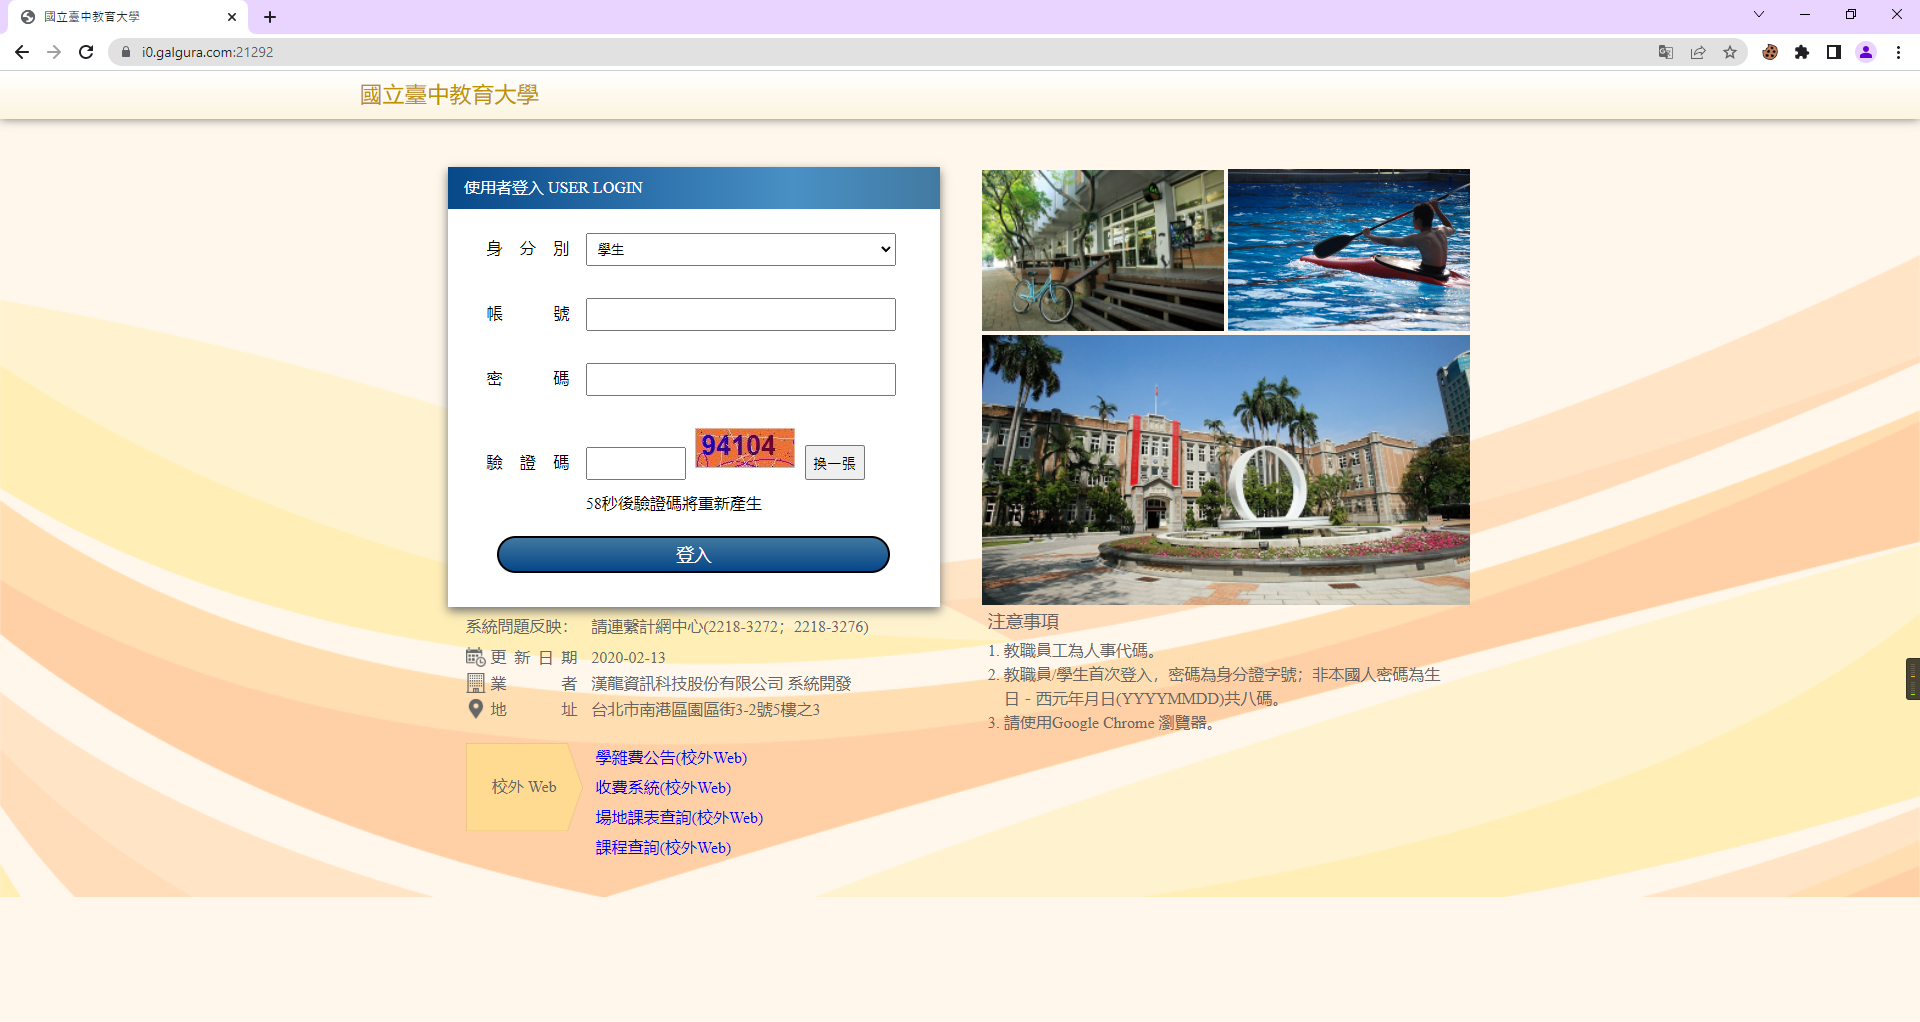 國立臺中教育大學
i0.galgura.com:21292
國立臺中教育大學
使用者登入 USER LOGIN
身分別 學生
帳號
密碼
驗證碼 94104 換一張
58秒後驗證碼將重新產生
登入
系統問題反映： 請連繫計網中心(2218-3272；2218-3276)
更新日期 2020-02-13
業者 漢龍資訊科技股份有限公司 系統開發
地址 台北市南港區園區街3-2號5樓之3
校外 Web
學雜費公告(校外Web)
收費系統(校外Web)
場地課表查詢(校外Web)
課程查詢(校外Web)
注意事項
1. 教職員工為人事代碼。
2. 教職員/學生首次登入，密碼為身分證字號；非本國人密碼為生
日－西元年月日(YYYYMMDD)共八碼。
3. 請使用Google Chrome 瀏覽器。